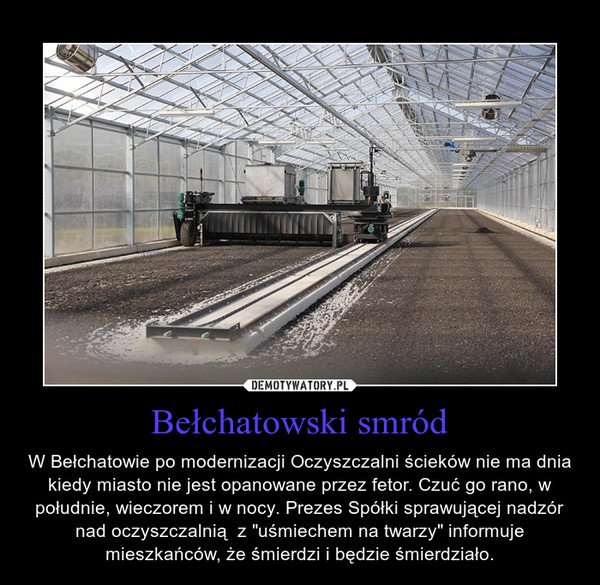 DEMOTYWATORY.PL
Bełchatowski smród
W Bełchatowie po modernizacji Oczyszczalni ścieków nie ma dnia
kiedy miasto nie jest opanowane przez fetor. Czuć go rano, w
południe, wieczorem i w nocy. Prezes Spółki sprawującej nadzór
nad oczyszczalnią  z "uśmiechem na twarzy" informuje
mieszkańców, że śmierdzi i będzie śmierdziało.